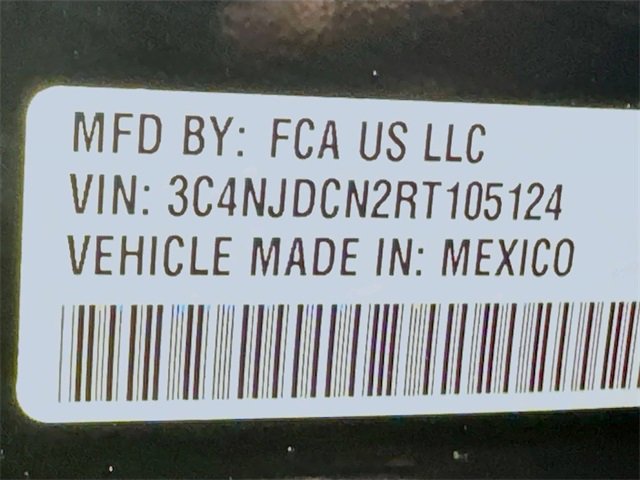 MFD BY: FCA US LLC
VIN: 3C4NJDCN2RT105124
VEHICLE MADE IN: MEXICO